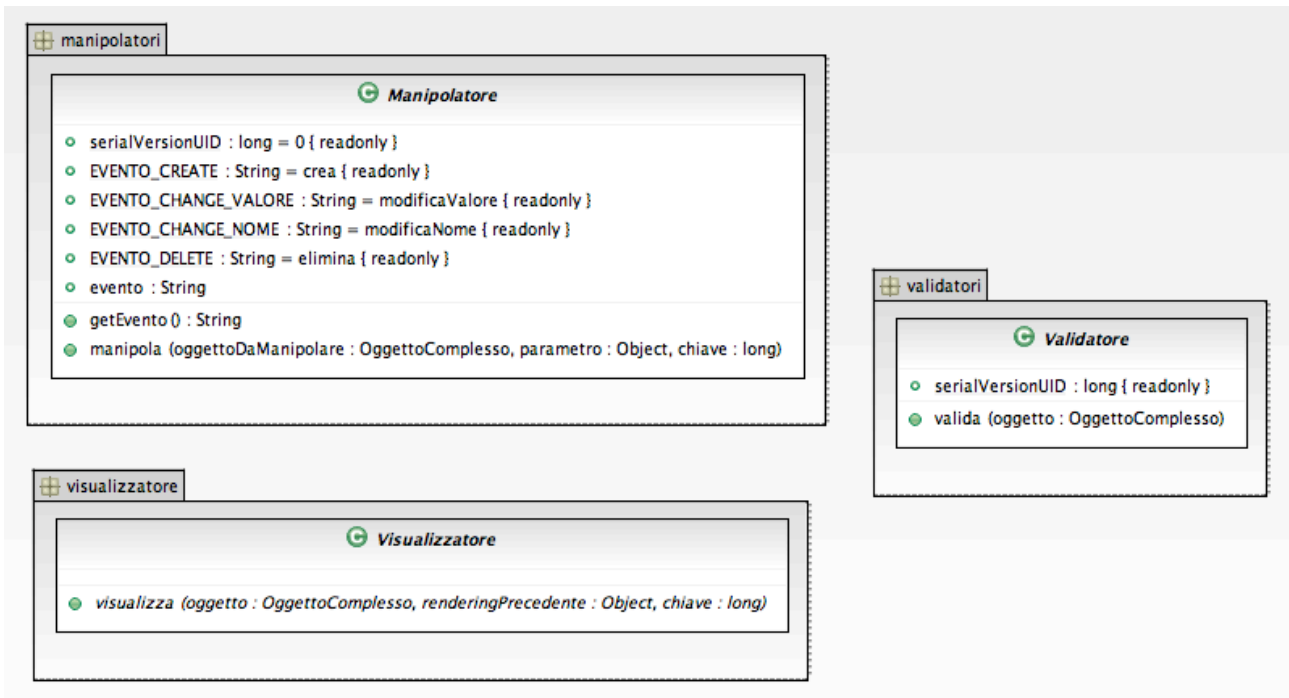 manipolatori
Manipolatore
serialVersionUID : long = 0 { readonly }
EVENTO_CREATE : String = crea { readonly }
EVENTO_CHANGE_VALORE : String = modificaValore { readonly }
EVENTO_CHANGE_NOME : String = modificaNome { readonly }
EVENTO_DELETE : String = elimina { readonly }
evento : String
getEvento () : String
manipola (oggettoDaManipolare : OggettoComplesso, parametro : Object, chiave : long)
validatori
Validatore
serialVersionUID : long { readonly }
valida (oggetto : OggettoComplesso)
visualizzatore
Visualizzatore
visualizza (oggetto : OggettoComplesso, renderingPrecedente : Object, chiave : long)